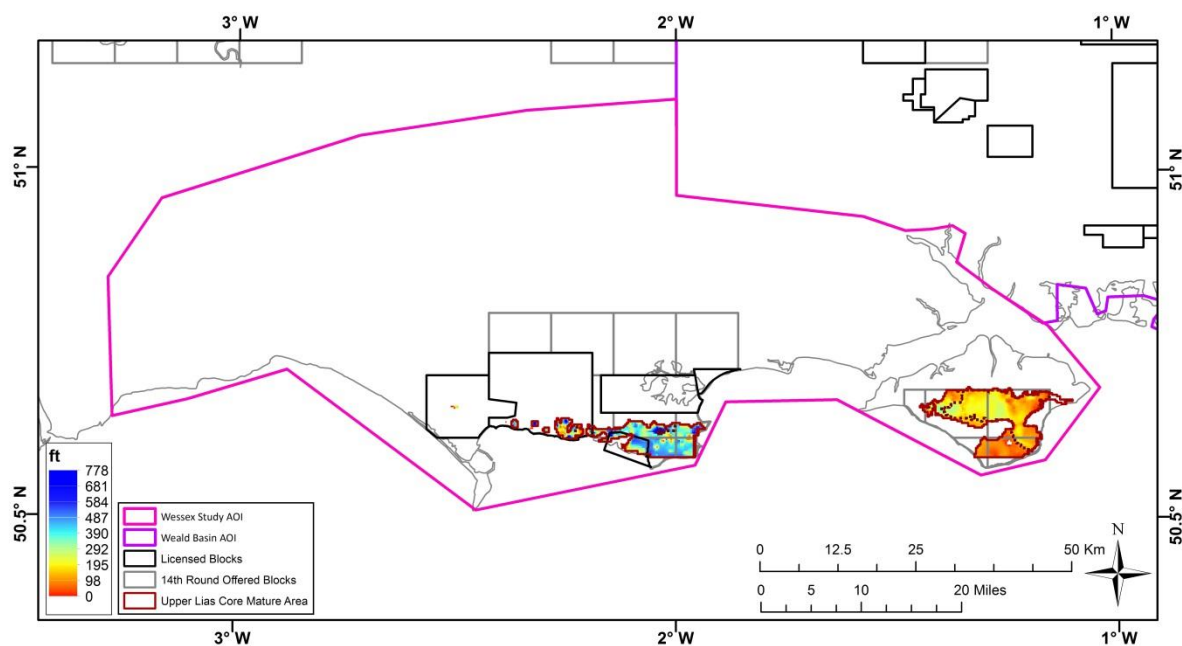 3° W
2° W
1° W
51° N
51° N
50.5° N
50.5° N
ft
778
681
584
487
390
292
195
98
0
Wessex Study AOI
Weald Basin AOI
Licensed Blocks
14th Round Offered Blocks
Upper Lias Core Mature Area
0 12.5 25 50 Km
0 5 10 20 Miles
N
3° W
2° W
1° W